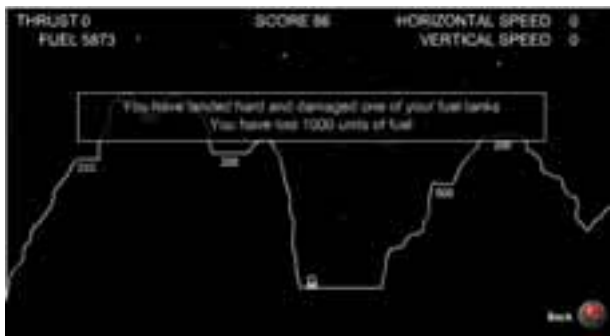 THRUST 0 SCORE 86 HORIZONTAL SPEED 0
FUEL 5873 VERTICAL SPEED 0
You have landed hard and damaged one of your fuel tanks
You have lost 1000 units of fuel
200
500
Back